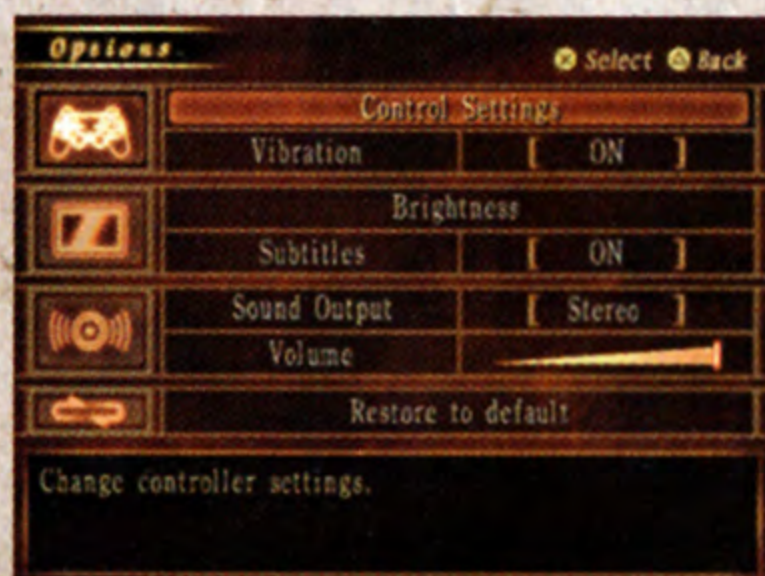 Options
Select Back
Control Settings
Vibration [ ON ]
Brightness
Subtitles [ ON ]
Sound Output [ Stereo ]
Volume
Restore to default
Change controller settings.